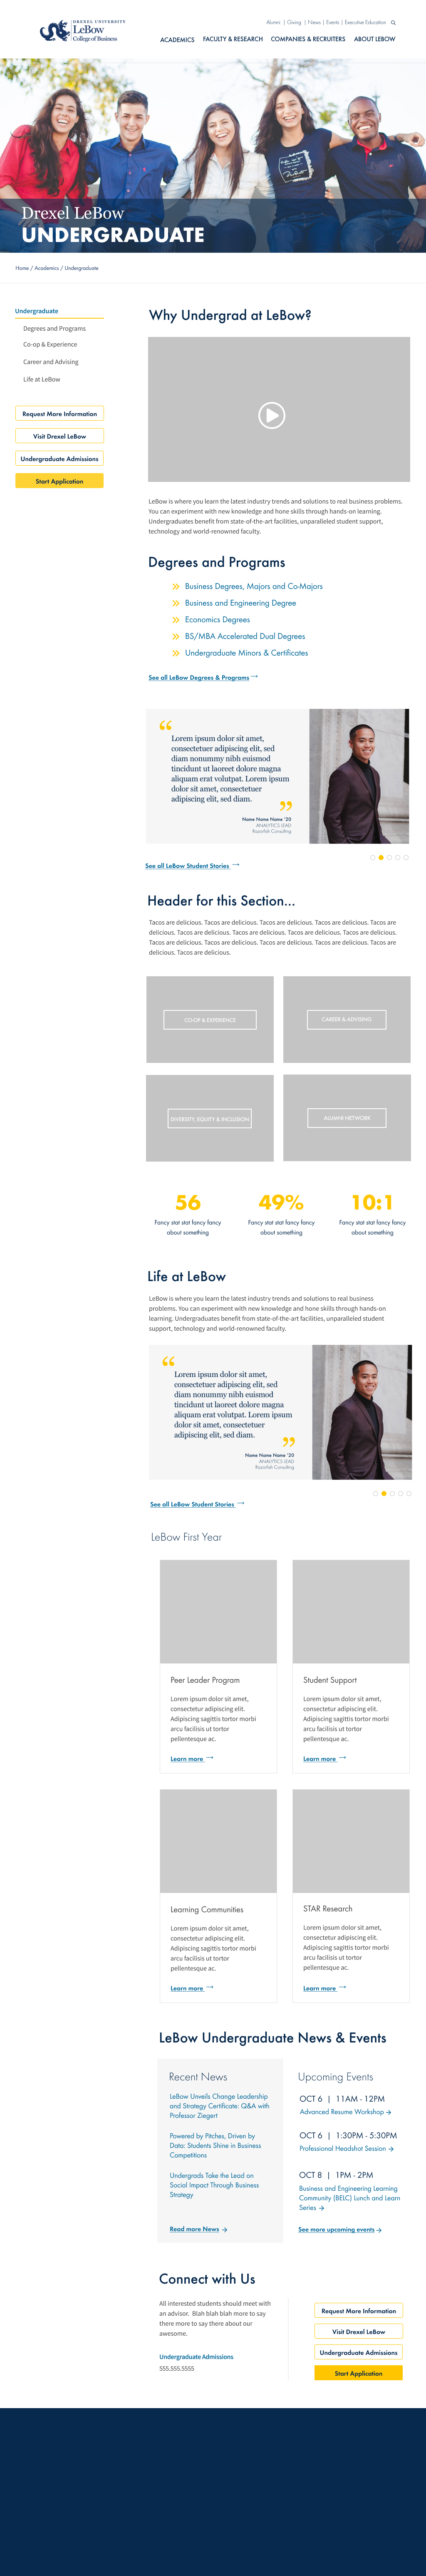 DREXEL UNIVERSITY
LeBow
College of Business
Alumni | Giving | News | Events | Executive Education
ACADEMICS FACULTY & RESEARCH COMPANIES & RECRUITERS ABOUT LEBOW
Drexel LeBow
UNDERGRADUATE
Home / Academics / Undergraduate
Undergraduate
Degrees and Programs
Co-op & Experience
Career and Advising
Life at LeBow
Request More Information
Visit Drexel LeBow
Undergraduate Admissions
Start Application
Why Undergrad at LeBow?
LeBow is where you learn the latest industry trends and solutions to real business problems.
You can experiment with new knowledge and hone skills through hands-on learning.
Undergraduates benefit from state-of-the-art facilities, unparalleled student support,
technology and world-renowned faculty.
Degrees and Programs
Business Degrees, Majors and Co-Majors
Business and Engineering Degree
Economics Degrees
BS/MBA Accelerated Dual Degrees
Undergraduate Minors & Certificates
See all LeBow Degrees & Programs→
“
Lorem ipsum dolor sit amet,
consectetuer adipiscing elit, sed
diam nonummy nibh euismod
tincidunt ut laoreet dolore magna
aliquam erat volutpat. Lorem ipsum
dolor sit amet, consectetuer
adipiscing elit, sed diam.
”
Name Name Name '20
ANALYTICS LEAD
Razorfish Consulting
See all LeBow Student Stories →
Header for this Section...
Tacos are delicious. Tacos are delicious. Tacos are delicious. Tacos are delicious. Tacos are
delicious. Tacos are delicious. Tacos are delicious. Tacos are delicious. Tacos are delicious.
Tacos are delicious. Tacos are delicious. Tacos are delicious. Tacos are delicious. Tacos are
delicious. Tacos are delicious.
CO-OP & EXPERIENCE
CAREER & ADVISING
DIVERSITY, EQUITY & INCLUSION
ALUMNI NETWORK
56
Fancy stat stat fancy fancy
about something
49%
Fancy stat stat fancy fancy
about something
10:1
Fancy stat stat fancy fancy
about something
Life at LeBow
LeBow is where you learn the latest industry trends and solutions to real business
problems. You can experiment with new knowledge and hone skills through hands-on
learning. Undergraduates benefit from state-of-the-art facilities, unparalleled student
support, technology and world-renowned faculty.
“
Lorem ipsum dolor sit amet,
consectetuer adipiscing elit, sed
diam nonummy nibh euismod
tincidunt ut laoreet dolore magna
aliquam erat volutpat. Lorem ipsum
dolor sit amet, consectetuer
adipiscing elit, sed diam.
”
Name Name Name '20
ANALYTICS LEAD
Razorfish Consulting
See all LeBow Student Stories →
LeBow First Year
Peer Leader Program
Lorem ipsum dolor sit amet,
consectetur adipiscing elit.
Adipiscing sagittis tortor morbi
arcu facilisis ut tortor
pellentesque ac.
Learn more →
Student Support
Lorem ipsum dolor sit amet,
consectetur adipiscing elit.
Adipiscing sagittis tortor morbi
arcu facilisis ut tortor
pellentesque ac.
Learn more →
Learning Communities
Lorem ipsum dolor sit amet,
consectetur adipiscing elit.
Adipiscing sagittis tortor morbi
arcu facilisis ut tortor
pellentesque ac.
Learn more →
STAR Research
Lorem ipsum dolor sit amet,
consectetur adipiscing elit.
Adipiscing sagittis tortor morbi
arcu facilisis ut tortor
pellentesque ac.
Learn more →
LeBow Undergraduate News & Events
Recent News
LeBow Unveils Change Leadership
and Strategy Certificate: Q&A with
Professor Ziegert
Powered by Pitches, Driven by
Data: Students Shine in Business
Competitions
Undergrads Take the Lead on
Social Impact Through Business
Strategy
Read more News →
Upcoming Events
OCT 6 | 11AM - 12PM
Advanced Resume Workshop →
OCT 6 | 1:30PM - 5:30PM
Professional Headshot Session →
OCT 8 | 1PM - 2PM
Business and Engineering Learning
Community (BELC) Lunch and Learn
Series →
See more upcoming events→
Connect with Us
All interested students should meet with
an advisor. Blah blah blah more to say
there more to say there about our
awesome.
Undergraduate Admissions
555.555.5555
Request More Information
Visit Drexel LeBow
Undergraduate Admissions
Start Application